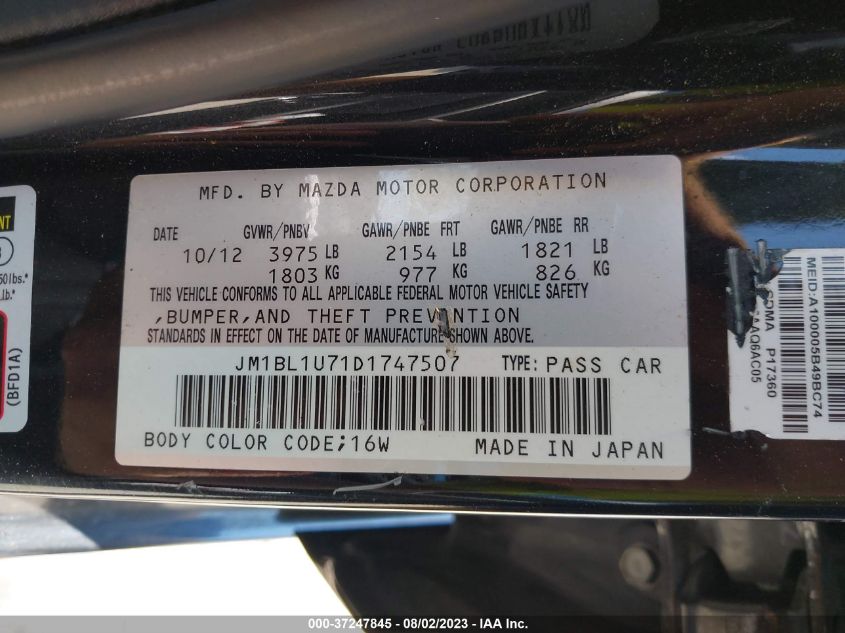 MFD. BY MAZDA MOTOR CORPORATION
DATE GVWR/PNBV GAWR/PNBE FRT GAWR/PNBE RR
10/12 3975 LB 2154 LB 1821 LB
1803 KG 977 KG 826 KG
THIS VEHICLE CONFORMS TO ALL APPLICABLE FEDERAL MOTOR VEHICLE SAFETY
,BUMPER,AND THEFT PREVENTION
STANDARDS IN EFFECT ON THE DATE OF MANUFACTURE SHOWN ABOVE.
JM1BL1U71D1747507 TYPE: PASS CAR
BODY COLOR CODE;16W MADE IN JAPAN
(BFD1A)
MEID:A100005B49BC74
P17360
000-37247845 - 08/02/2023 - IAA Inc.